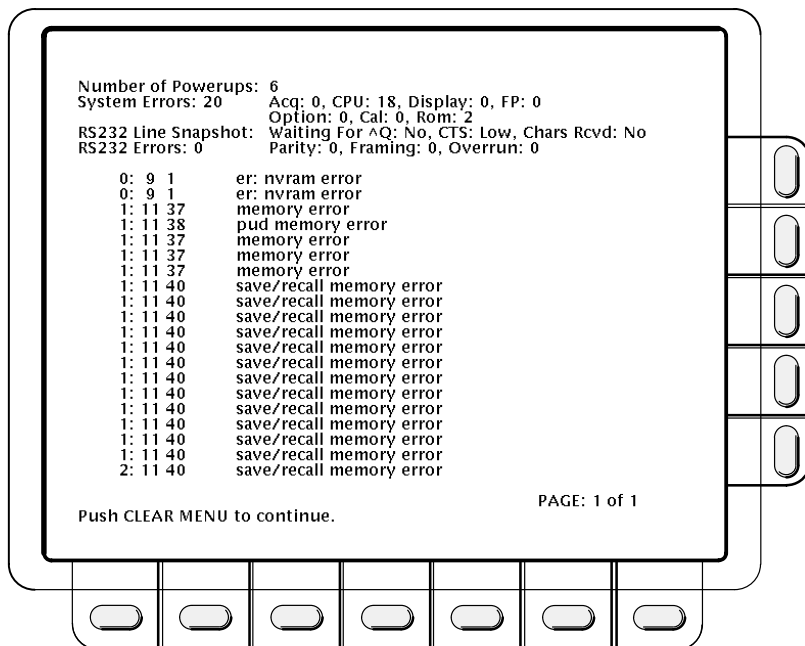 Number of Powerups: 6
System Errors: 20 Acq: 0, CPU: 18, Display: 0, FP: 0
Option: 0, Cal: 0, Rom: 2
RS232 Line Snapshot: Waiting For ^Q: No, CTS: Low, Chars Rcvd: No
RS232 Errors: 0 Parity: 0, Framing: 0, Overrun: 0
0: 9 1 er: nvram error
0: 9 1 er: nvram error
1: 11 37 memory error
1: 11 38 pud memory error
1: 11 37 memory error
1: 11 37 memory error
1: 11 37 memory error
1: 11 40 save/recall memory error
1: 11 40 save/recall memory error
1: 11 40 save/recall memory error
1: 11 40 save/recall memory error
1: 11 40 save/recall memory error
1: 11 40 save/recall memory error
1: 11 40 save/recall memory error
1: 11 40 save/recall memory error
1: 11 40 save/recall memory error
1: 11 40 save/recall memory error
1: 11 40 save/recall memory error
1: 11 40 save/recall memory error
2: 11 40 save/recall memory error
PAGE: 1 of 1
Push CLEAR MENU to continue.